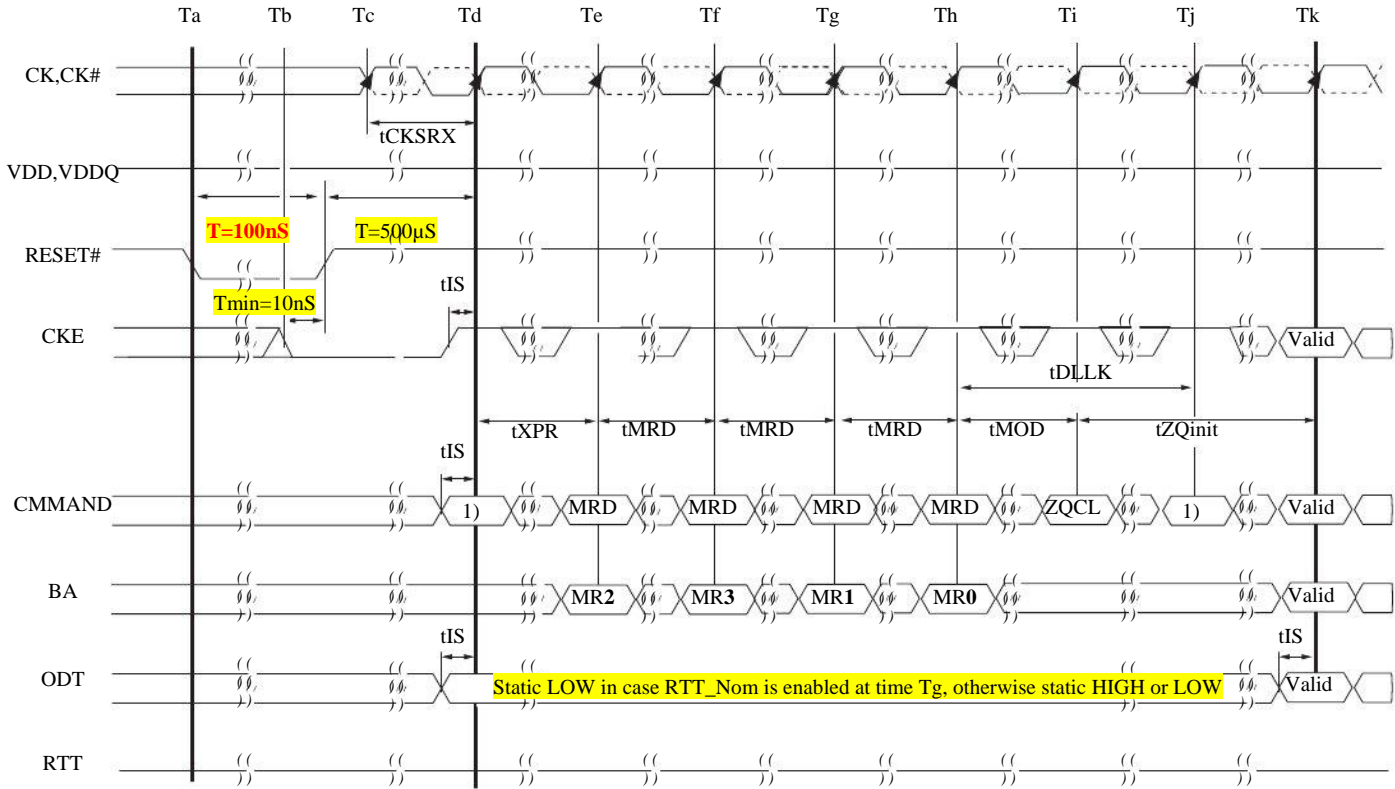 Ta Tb Tc Td Te Tf Tg Th Ti Tj Tk
CK,CK#
tCKSRX
VDD,VDDQ
T=100nS T=500µS
RESET#
Tmin=10nS tIS
CKE Valid
tDLLK
tXPR tMRD tMRD tMRD tMOD tZQinit
tIS
CMMAND 1) MRD MRD MRD MRD ZQCL 1) Valid
BA MR2 MR3 MR1 MR0 Valid
tIS tIS
ODT Static LOW in case RTT_Nom is enabled at time Tg, otherwise static HIGH or LOW Valid
RTT